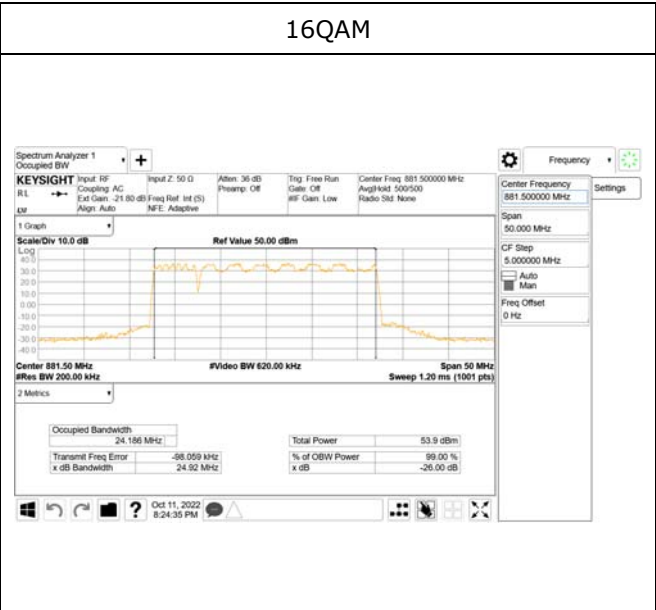 16QAM
Spectrum Analyzer 1
Occupied BW
+
Frequency
KEYSIGHT
Input: RF
Input Z: 50 Ω
Atten: 36 dB
Trig: Free Run
Center Freq: 881.500000 MHz
RL
Coupling: AC
Preamp: Off
Gate: Off
Avg|Hold: 500/500
Ext Gain: -21.80 dB
Freq Ref: Int (S)
#IF Gain: Low
Radio Std: None
Align: Auto
NFE: Adaptive
Center Frequency
881.500000 MHz
Settings
Span
50.000 MHz
CF Step
5.000000 MHz
Auto
Man
Freq Offset
0 Hz
1 Graph
Scale/Div 10.0 dB
Ref Value 50.00 dBm
Log
40.0
30.0
20.0
10.0
0.00
-10.0
-20.0
-30.0
-40.0
Center 881.50 MHz
#Video BW 620.00 kHz
Span 50 MHz
#Res BW 200.00 kHz
Sweep 1.20 ms (1001 pts)
2 Metrics
Occupied Bandwidth
24.186 MHz
Total Power
53.9 dBm
Transmit Freq Error
-98.059 kHz
% of OBW Power
99.00 %
x dB Bandwidth
24.92 MHz
x dB
-26.00 dB
?
Oct 11, 2022
8:24:35 PM